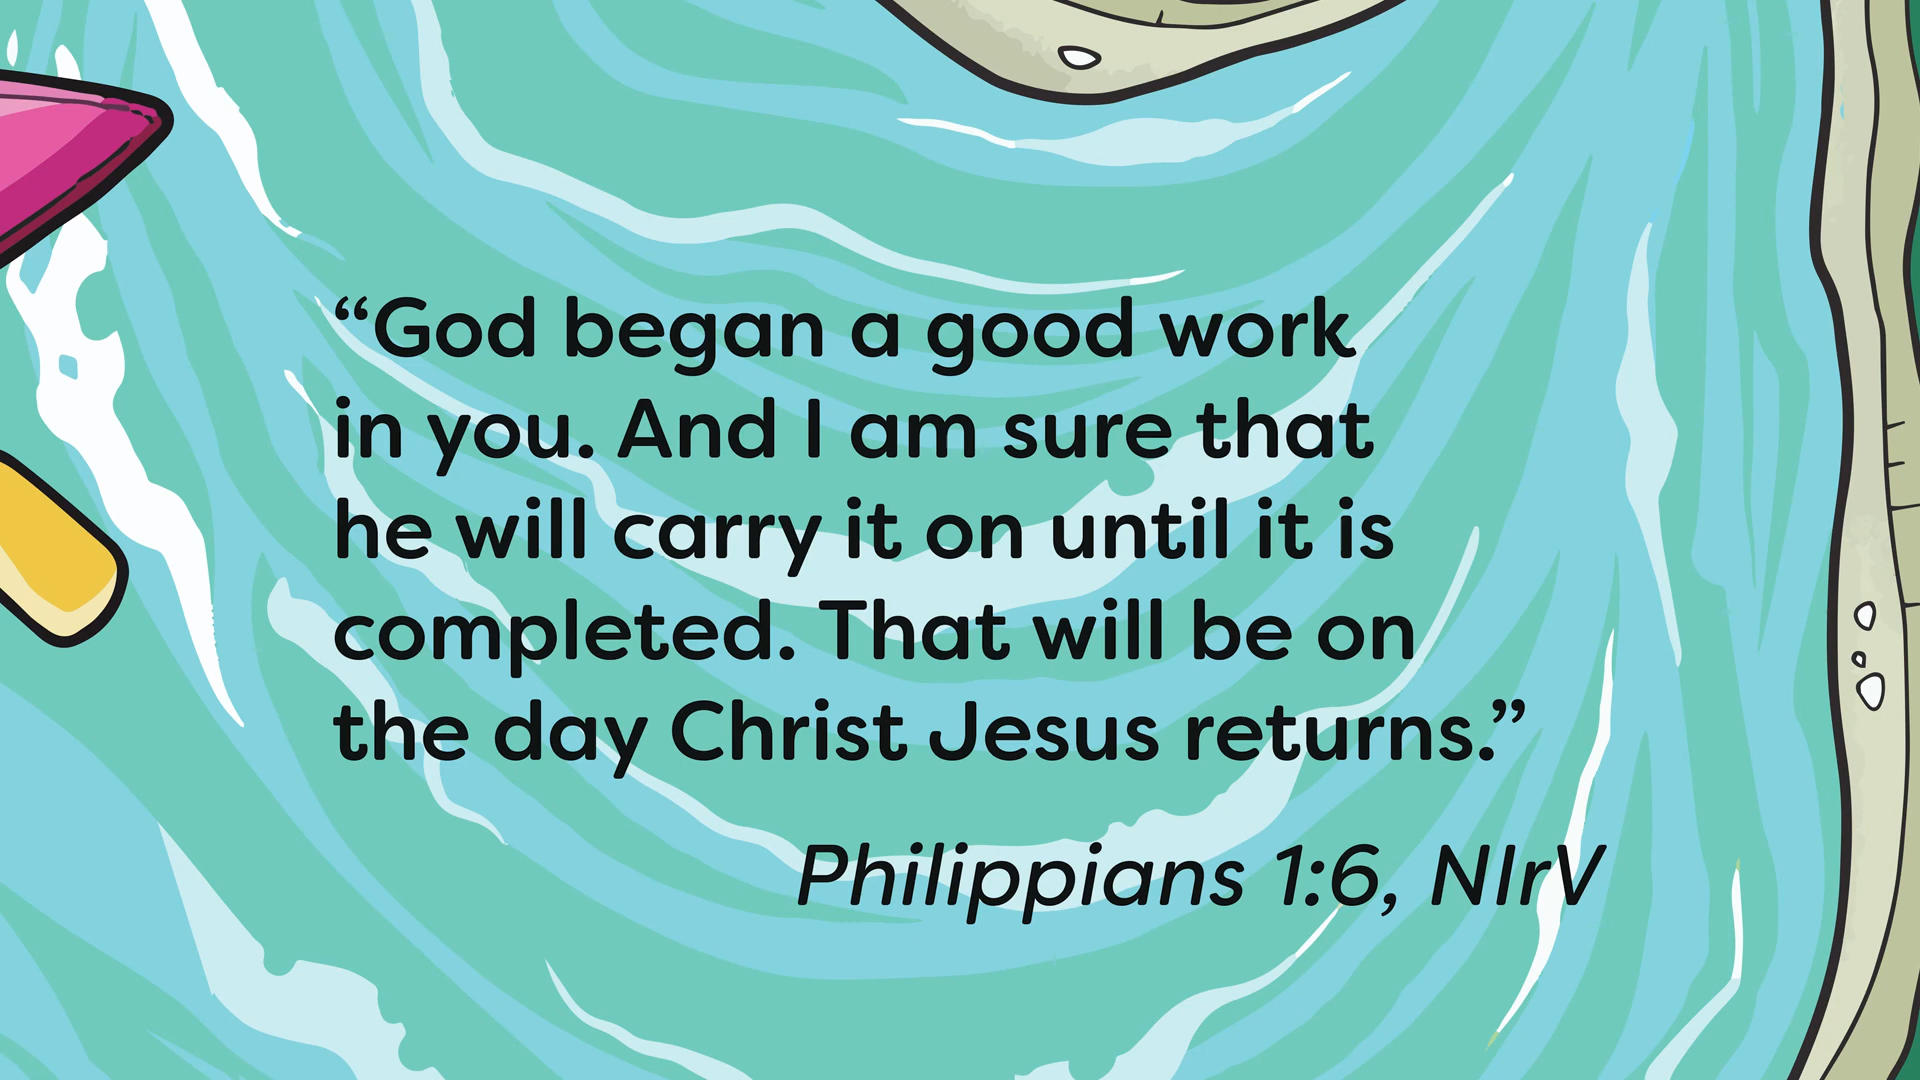 “God began a good work
in you. And I am sure that
he will carry it on until it is
completed. That will be on
the day Christ Jesus returns.”
Philippians 1:6, NIrV